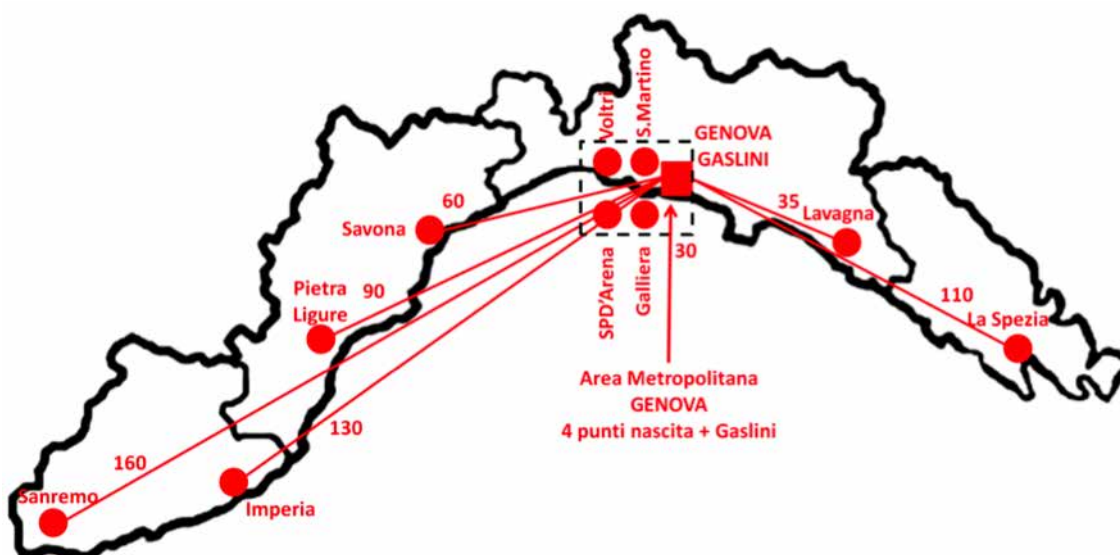 Voltri
S.Martino
GENOVA
GASLINI
60
35
Savona
Lavagna
30
SPD'Arena
Galliera
Pietra
Ligure
90
110
La Spezia
Area Metropolitana
GENOVA
4 punti nascita + Gaslini
130
160
Sanremo
Imperia